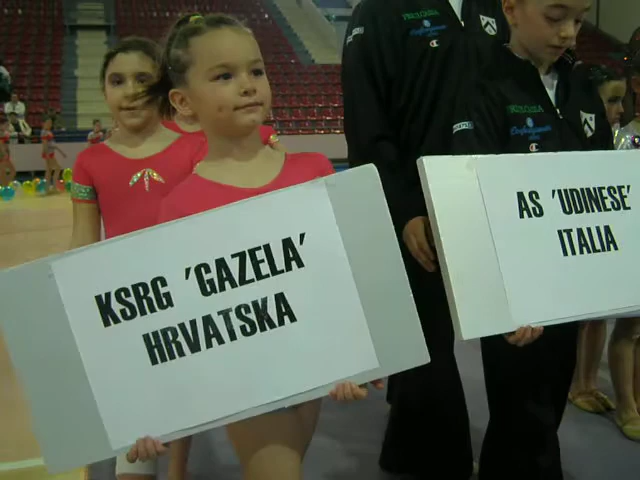 KSRG 'GAZELA'
HRVATSKA
AS 'UDINESE'
ITALIA